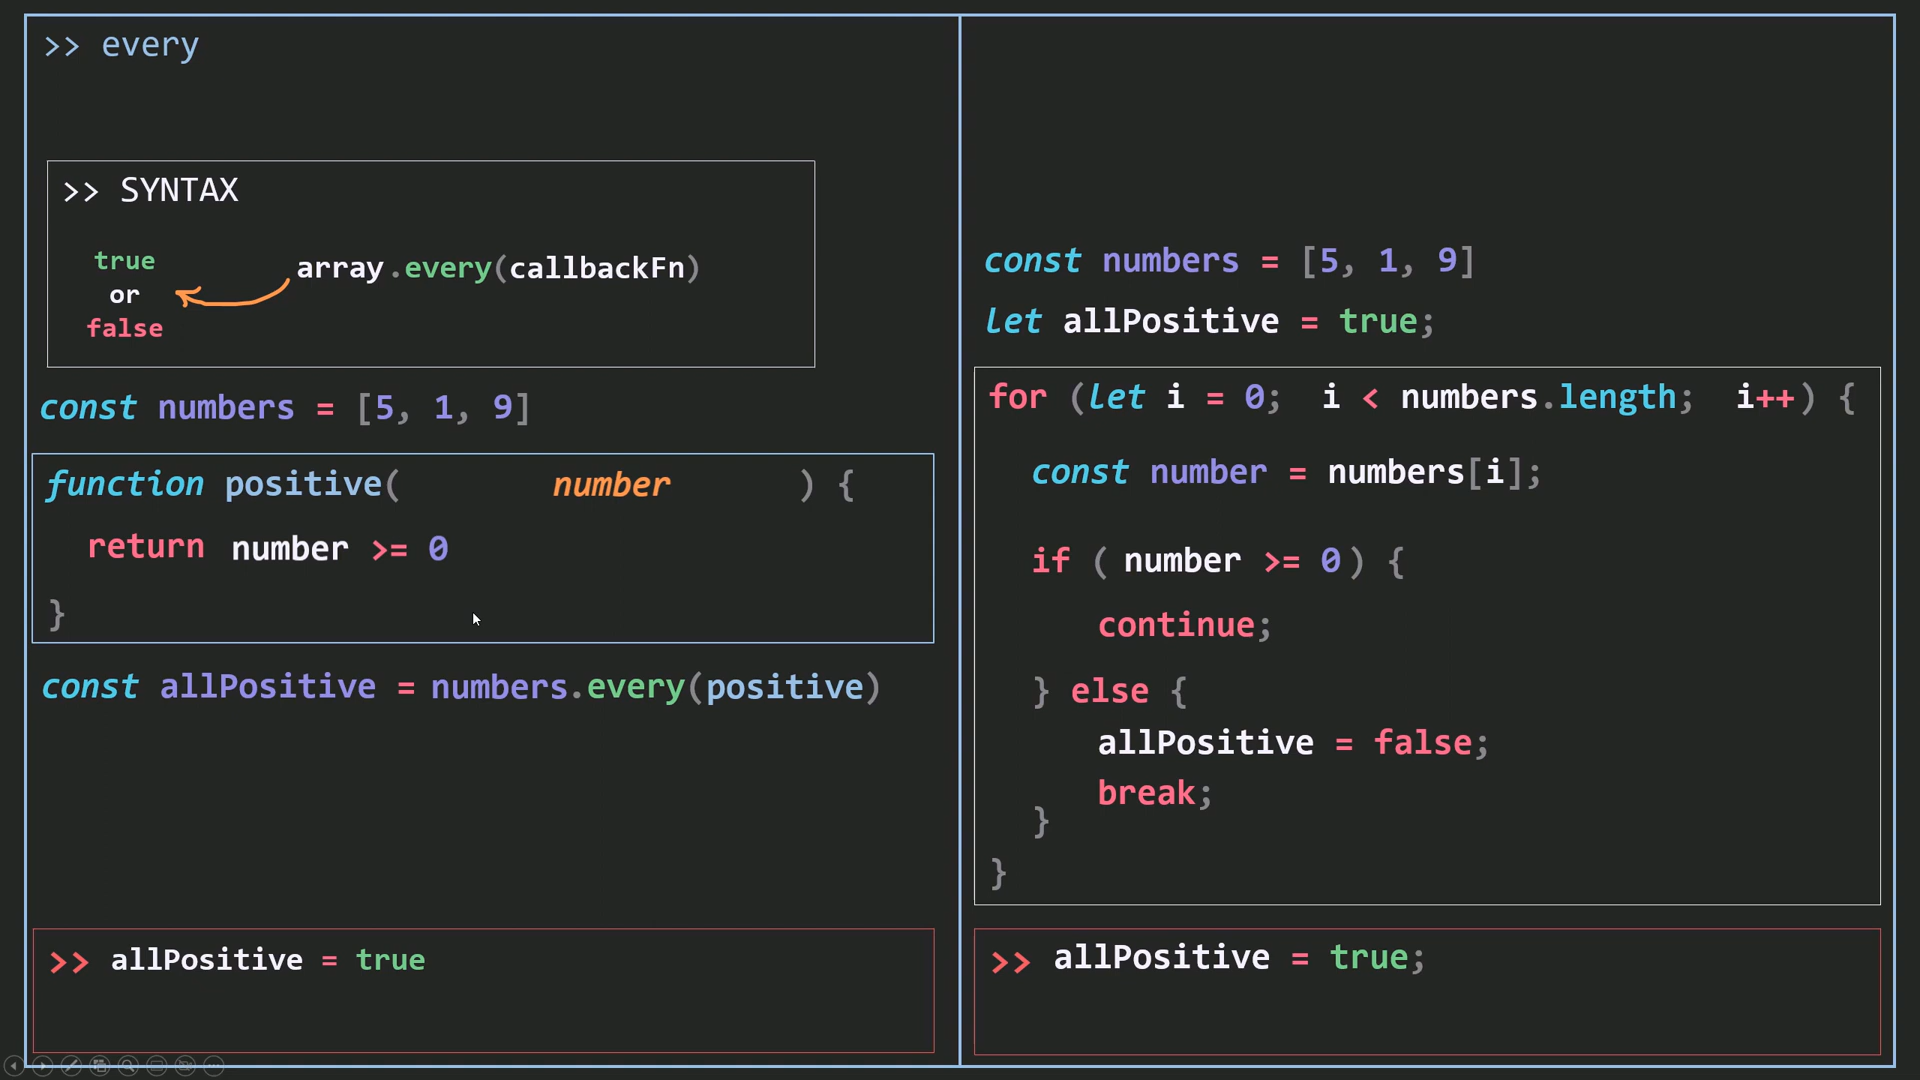 >> every
>> SYNTAX
true
or
false
array.every(callbackFn)
const numbers = [5, 1, 9]
function positive( number ) {
return number >= 0
}
const allPositive = numbers.every(positive)
>> allPositive = true
const numbers = [5, 1, 9]
let allPositive = true;
for (let i = 0; i < numbers.length; i++) {
const number = numbers[i];
if ( number >= 0) {
continue;
} else {
allPositive = false;
break;
}
}
>> allPositive = true;